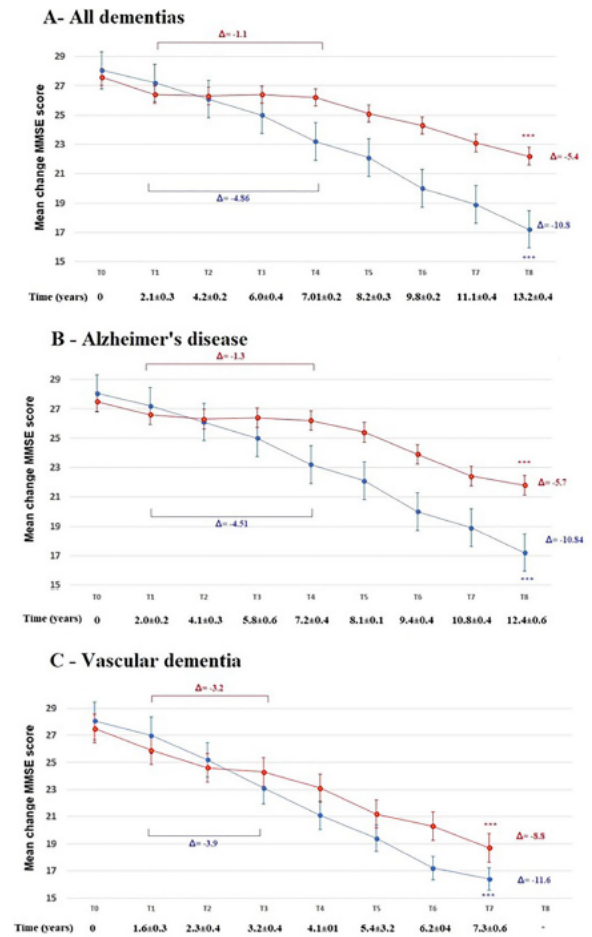 A- All dementias
Δ= -1.1
Mean change MMSE score
29
27
25
23
21
19
17
15
***
Δ= -5.4
Δ= -4.86
Δ= -10.8
***
T0 T1 T2 T3 T4 T5 T6 T7 T8
Time (years) 0 2.1±0.3 4.2±0.2 6.0±0.4 7.01±0.2 8.2±0.3 9.8±0.2 11.1±0.4 13.2±0.4
B - Alzheimer's disease
Δ= -1.3
Mean change MMSE score
29
27
25
23
21
19
17
15
***
Δ= -5.7
Δ= -4.51
Δ= -10.84
***
T0 T1 T2 T3 T4 T5 T6 T7 T8
Time (years) 0 2.0±0.2 4.1±0.3 5.8±0.6 7.2±0.4 8.1±0.1 9.4±0.4 10.8±0.4 12.4±0.6
C - Vascular dementia
Δ= -3.2
Mean change MMSE score
29
27
25
23
21
19
17
15
***
Δ= -8.8
Δ= -3.9
Δ= -11.6
***
T0 T1 T2 T3 T4 T5 T6 T7 T8
Time (years) 0 1.6±0.3 2.3±0.4 3.2±0.4 4.1±01 5.4±3.2 6.2±04 7.3±0.6 -